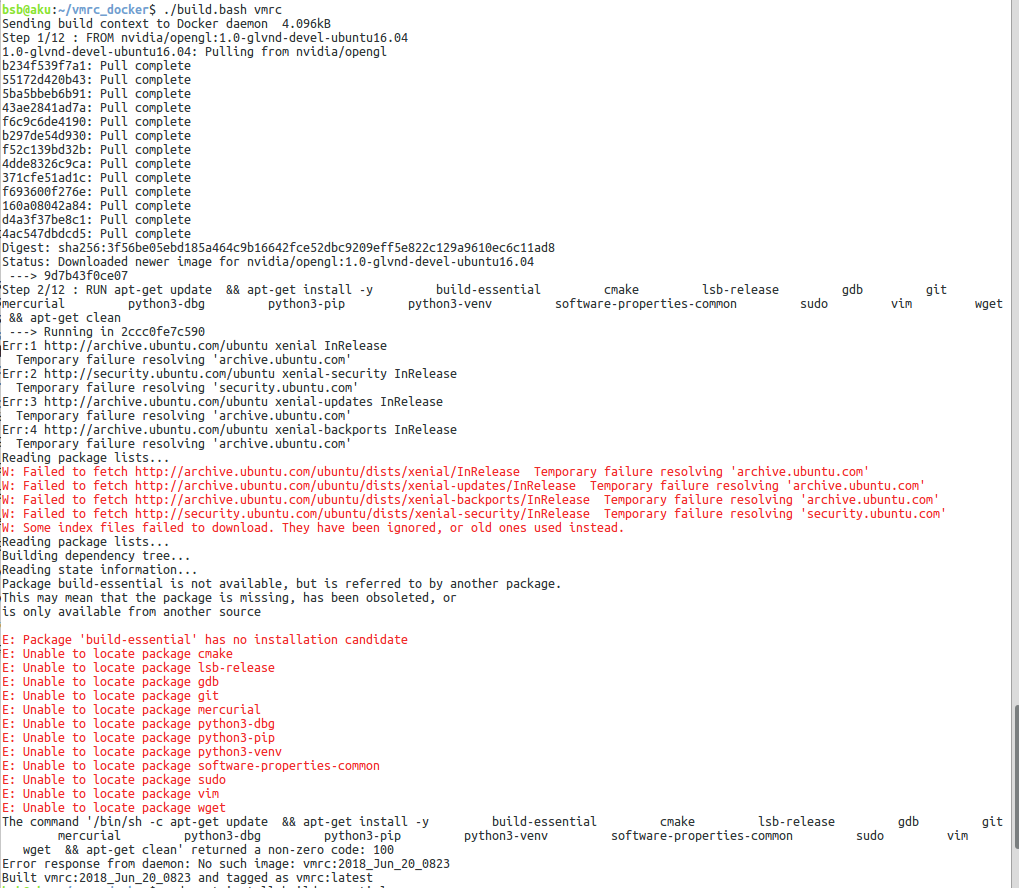 bsb@aku:~/vmrc_docker$ ./build.bash vmrc
Sending build context to Docker daemon  4.096kB
Step 1/12 : FROM nvidia/opengl:1.0-glvnd-devel-ubuntu16.04
1.0-glvnd-devel-ubuntu16.04: Pulling from nvidia/opengl
b234f539f7a1: Pull complete
55172d420b43: Pull complete
5ba5bbeb6b91: Pull complete
43ae2841ad7a: Pull complete
f6c9c6de4190: Pull complete
b297de54d930: Pull complete
f52c139bd32b: Pull complete
4dde8326c9ca: Pull complete
371cfe51ad1c: Pull complete
f693600f276e: Pull complete
160a08042a84: Pull complete
d4a3f37be8c1: Pull complete
4ac547dbdcd5: Pull complete
Digest: sha256:3f56be05ebd185a464c9b16642fce52dbc9209eff5e822c129a9610ec6c11ad8
Status: Downloaded newer image for nvidia/opengl:1.0-glvnd-devel-ubuntu16.04
 ---> 9d7b43f0ce07
Step 2/12 : RUN apt-get update  && apt-get install -y         build-essential         cmake         lsb-release         gdb         git
mercurial         python3-dbg         python3-pip         python3-venv         software-properties-common         sudo         vim         wget
 && apt-get clean
 ---> Running in 2ccc0fe7c590
Err:1 http://archive.ubuntu.com/ubuntu xenial InRelease
  Temporary failure resolving 'archive.ubuntu.com'
Err:2 http://security.ubuntu.com/ubuntu xenial-security InRelease
  Temporary failure resolving 'security.ubuntu.com'
Err:3 http://archive.ubuntu.com/ubuntu xenial-updates InRelease
  Temporary failure resolving 'archive.ubuntu.com'
Err:4 http://archive.ubuntu.com/ubuntu xenial-backports InRelease
  Temporary failure resolving 'archive.ubuntu.com'
Reading package lists...
W: Failed to fetch http://archive.ubuntu.com/ubuntu/dists/xenial/InRelease  Temporary failure resolving 'archive.ubuntu.com'
W: Failed to fetch http://archive.ubuntu.com/ubuntu/dists/xenial-updates/InRelease  Temporary failure resolving 'archive.ubuntu.com'
W: Failed to fetch http://archive.ubuntu.com/ubuntu/dists/xenial-backports/InRelease  Temporary failure resolving 'archive.ubuntu.com'
W: Failed to fetch http://security.ubuntu.com/ubuntu/dists/xenial-security/InRelease  Temporary failure resolving 'security.ubuntu.com'
W: Some index files failed to download. They have been ignored, or old ones used instead.
Reading package lists...
Building dependency tree...
Reading state information...
Package build-essential is not available, but is referred to by another package.
This may mean that the package is missing, has been obsoleted, or
is only available from another source
E: Package 'build-essential' has no installation candidate
E: Unable to locate package cmake
E: Unable to locate package lsb-release
E: Unable to locate package gdb
E: Unable to locate package git
E: Unable to locate package mercurial
E: Unable to locate package python3-dbg
E: Unable to locate package python3-pip
E: Unable to locate package python3-venv
E: Unable to locate package software-properties-common
E: Unable to locate package sudo
E: Unable to locate package vim
E: Unable to locate package wget
The command '/bin/sh -c apt-get update  && apt-get install -y         build-essential         cmake         lsb-release         gdb         git
        mercurial         python3-dbg         python3-pip         python3-venv         software-properties-common         sudo         vim
   wget  && apt-get clean' returned a non-zero code: 100
Error response from daemon: No such image: vmrc:2018_Jun_20_0823
Built vmrc:2018_Jun_20_0823 and tagged as vmrc:latest